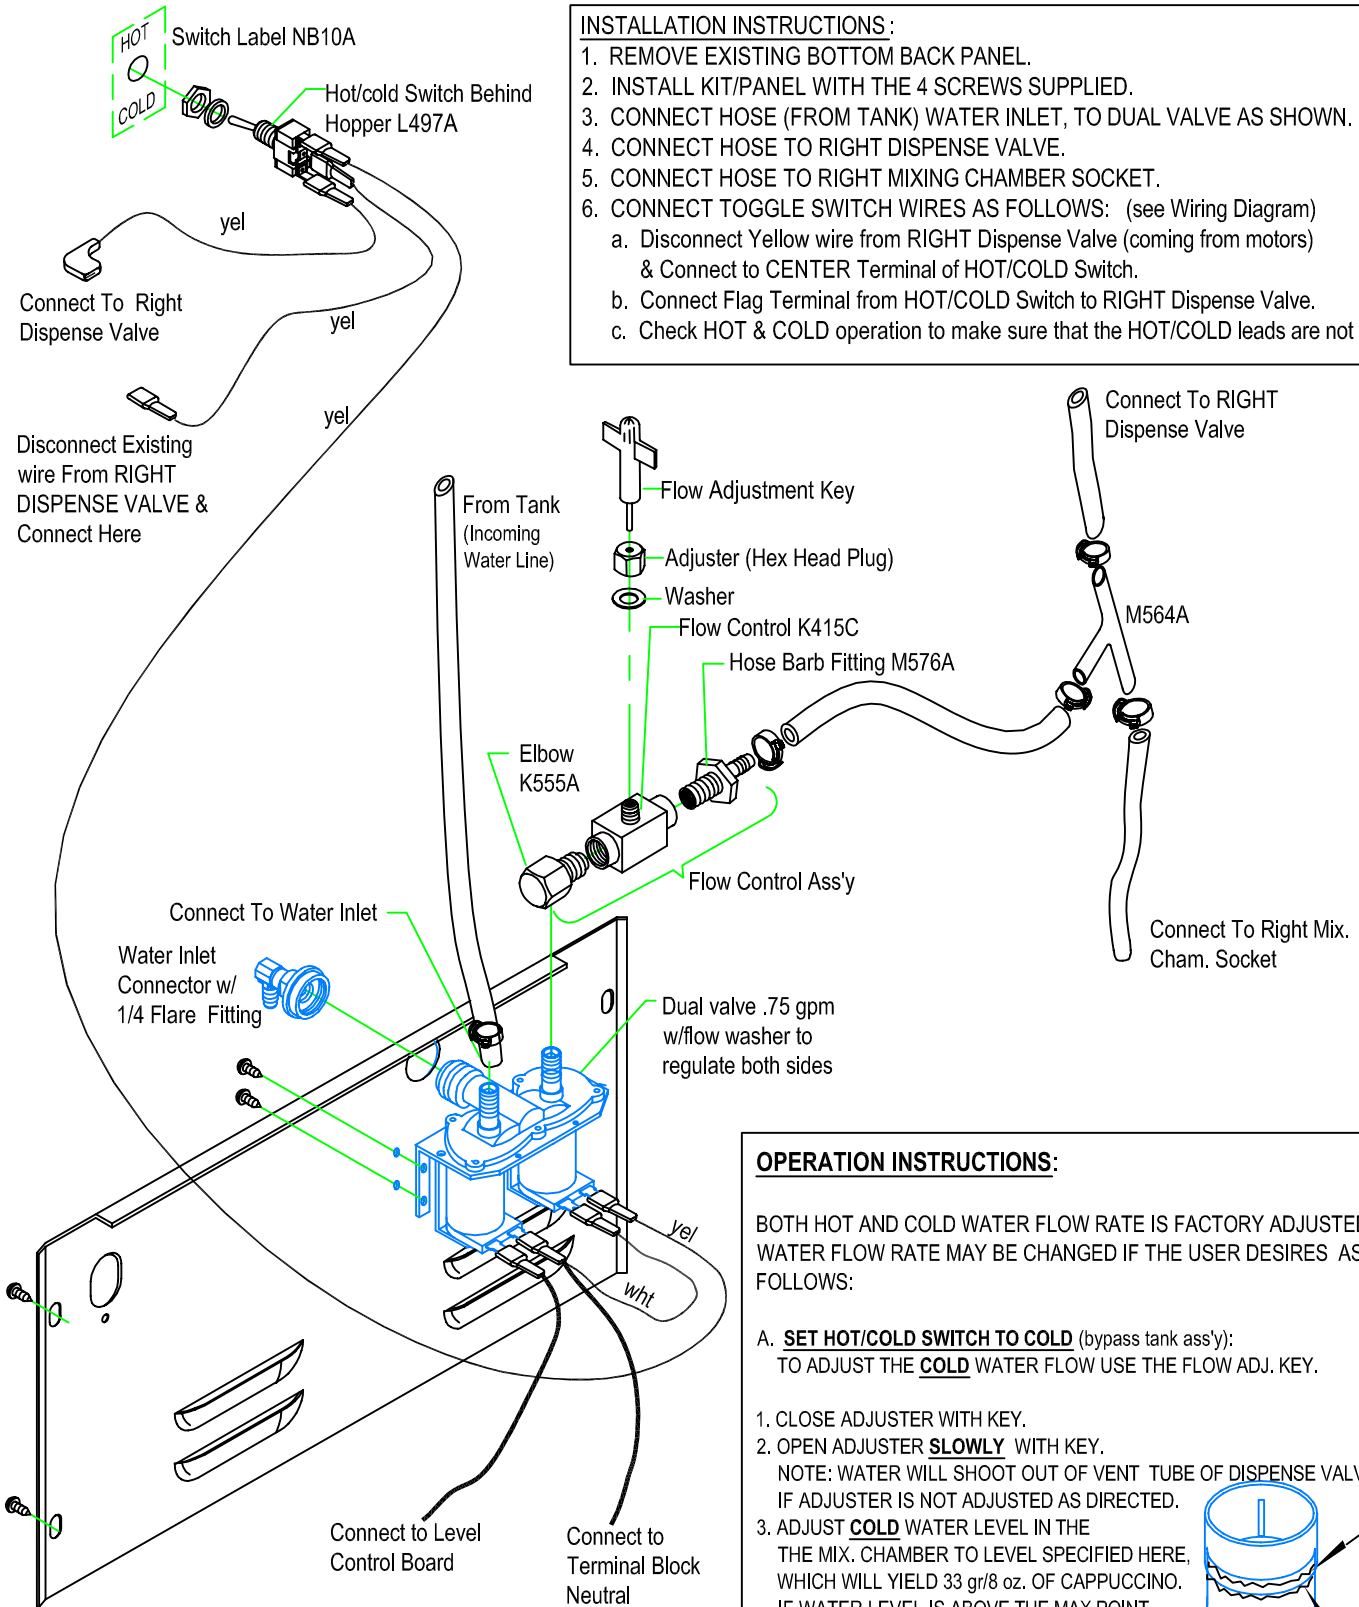 HOT
COLD
Switch Label NB10A
Hot/cold Switch Behind
Hopper L497A
yel
Connect To Right
Dispense Valve
yel
yel
Disconnect Existing
wire From RIGHT
DISPENSE VALVE &
Connect Here
INSTALLATION INSTRUCTIONS:
1. REMOVE EXISTING BOTTOM BACK PANEL.
2. INSTALL KIT/PANEL WITH THE 4 SCREWS SUPPLIED.
3. CONNECT HOSE (FROM TANK) WATER INLET, TO DUAL VALVE AS SHOWN.
4. CONNECT HOSE TO RIGHT DISPENSE VALVE.
5. CONNECT HOSE TO RIGHT MIXING CHAMBER SOCKET.
6. CONNECT TOGGLE SWITCH WIRES AS FOLLOWS: (see Wiring Diagram)
a. Disconnect Yellow wire from RIGHT Dispense Valve (coming from motors)
& Connect to CENTER Terminal of HOT/COLD Switch.
b. Connect Flag Terminal from HOT/COLD Switch to RIGHT Dispense Valve.
c. Check HOT & COLD operation to make sure that the HOT/COLD leads are not
From Tank
(Incoming
Water Line)
Flow Adjustment Key
Adjuster (Hex Head Plug)
Washer
Flow Control K415C
Hose Barb Fitting M576A
Connect To RIGHT
Dispense Valve
M564A
Elbow
K555A
Flow Control Ass'y
Connect To Right Mix.
Cham. Socket
Connect To Water Inlet
Water Inlet
Connector w/
1/4 Flare Fitting
Dual valve .75 gpm
w/flow washer to
regulate both sides
yel
wht
Connect to Level
Control Board
Connect to
Terminal Block
Neutral
OPERATION INSTRUCTIONS:
BOTH HOT AND COLD WATER FLOW RATE IS FACTORY ADJUSTE
WATER FLOW RATE MAY BE CHANGED IF THE USER DESIRES AS
FOLLOWS:
A. SET HOT/COLD SWITCH TO COLD (bypass tank ass'y):
TO ADJUST THE COLD WATER FLOW USE THE FLOW ADJ. KEY.
1. CLOSE ADJUSTER WITH KEY.
2. OPEN ADJUSTER SLOWLY WITH KEY.
NOTE: WATER WILL SHOOT OUT OF VENT TUBE OF DISPENSE VALV
IF ADJUSTER IS NOT ADJUSTED AS DIRECTED.
3. ADJUST COLD WATER LEVEL IN THE
THE MIX. CHAMBER TO LEVEL SPECIFIED HERE,
WHICH WILL YIELD 33 gr/8 oz. OF CAPPUCCINO.
IF WATER LEVEL IS ABOVE THE MAX POINT